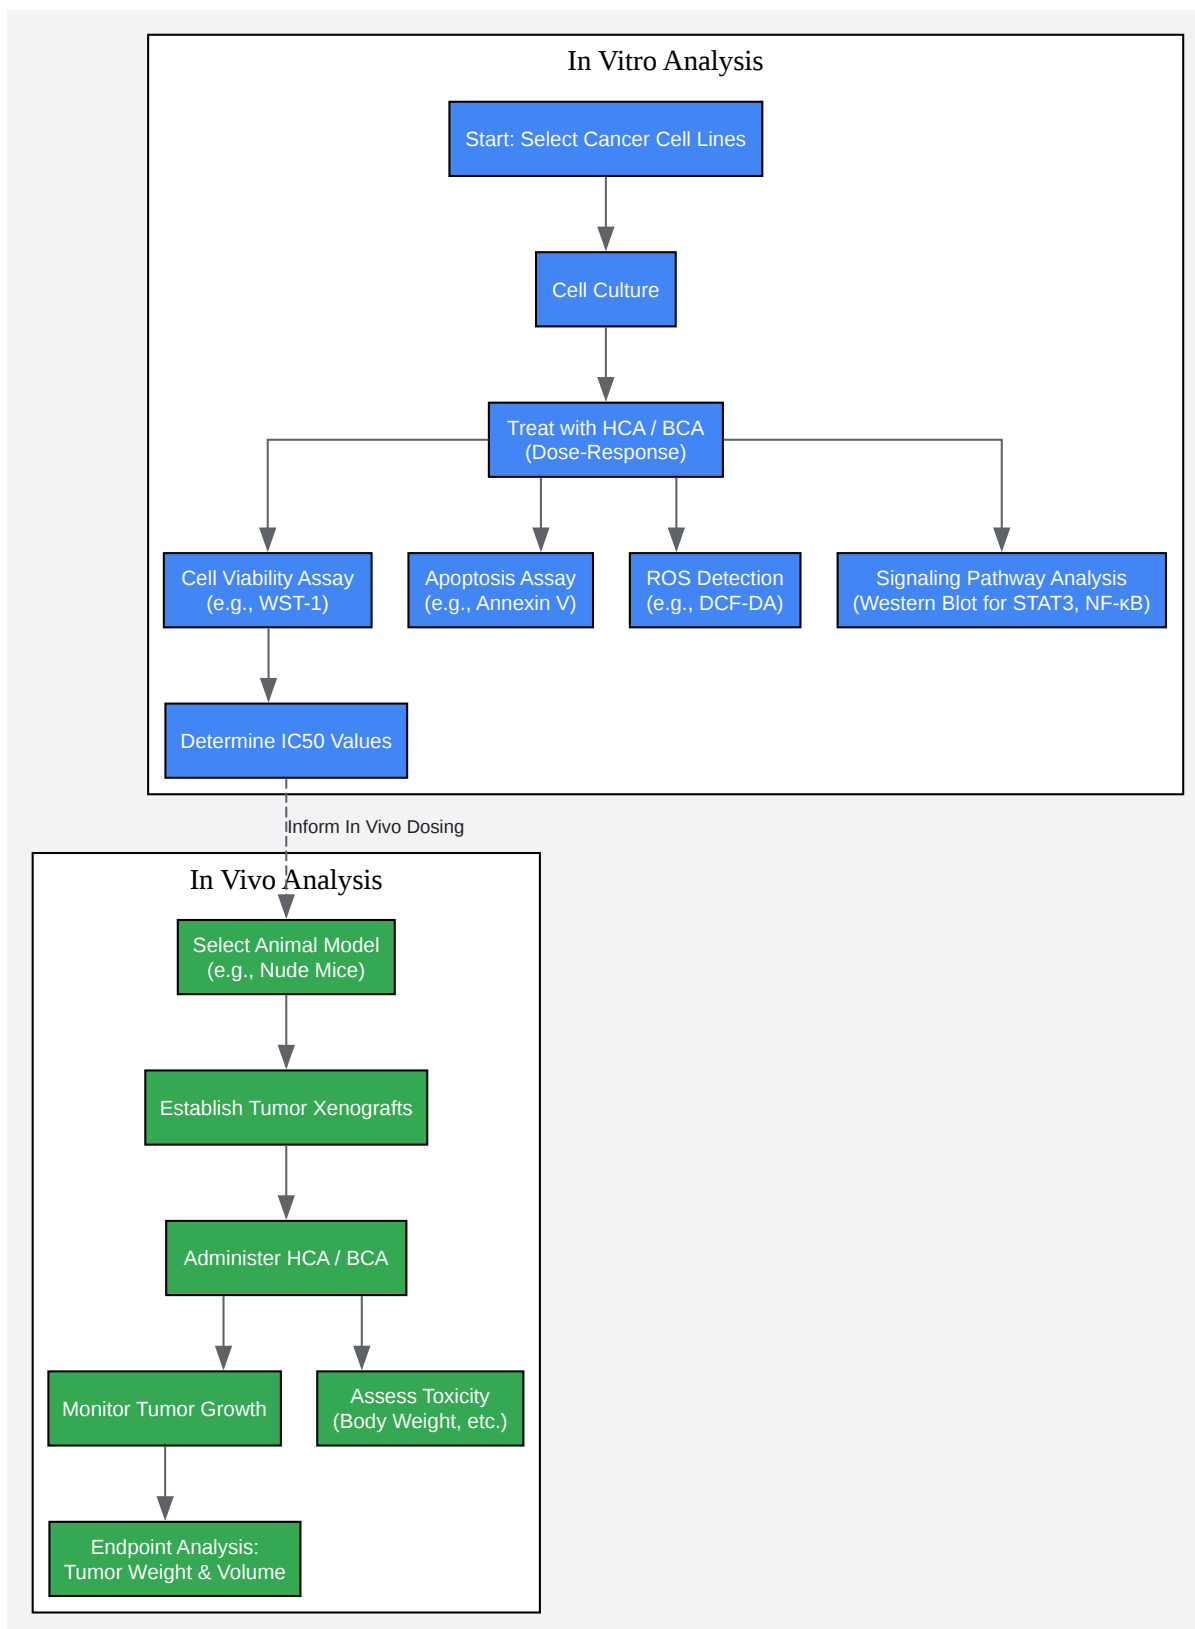 In Vitro Analysis
Start: Select Cancer Cell Lines
Cell Culture
Treat with HCA / BCA
(Dose-Response)
Cell Viability Assay
(e.g., WST-1)
Apoptosis Assay
(e.g., Annexin V)
ROS Detection
(e.g., DCF-DA)
Signaling Pathway Analysis
(Western Blot for STAT3, NF-κB)
Determine IC50 Values
Inform In Vivo Dosing
In Vivo Analysis
Select Animal Model
(e.g., Nude Mice)
Establish Tumor Xenografts
Administer HCA / BCA
Monitor Tumor Growth
Assess Toxicity
(Body Weight, etc.)
Endpoint Analysis:
Tumor Weight & Volume